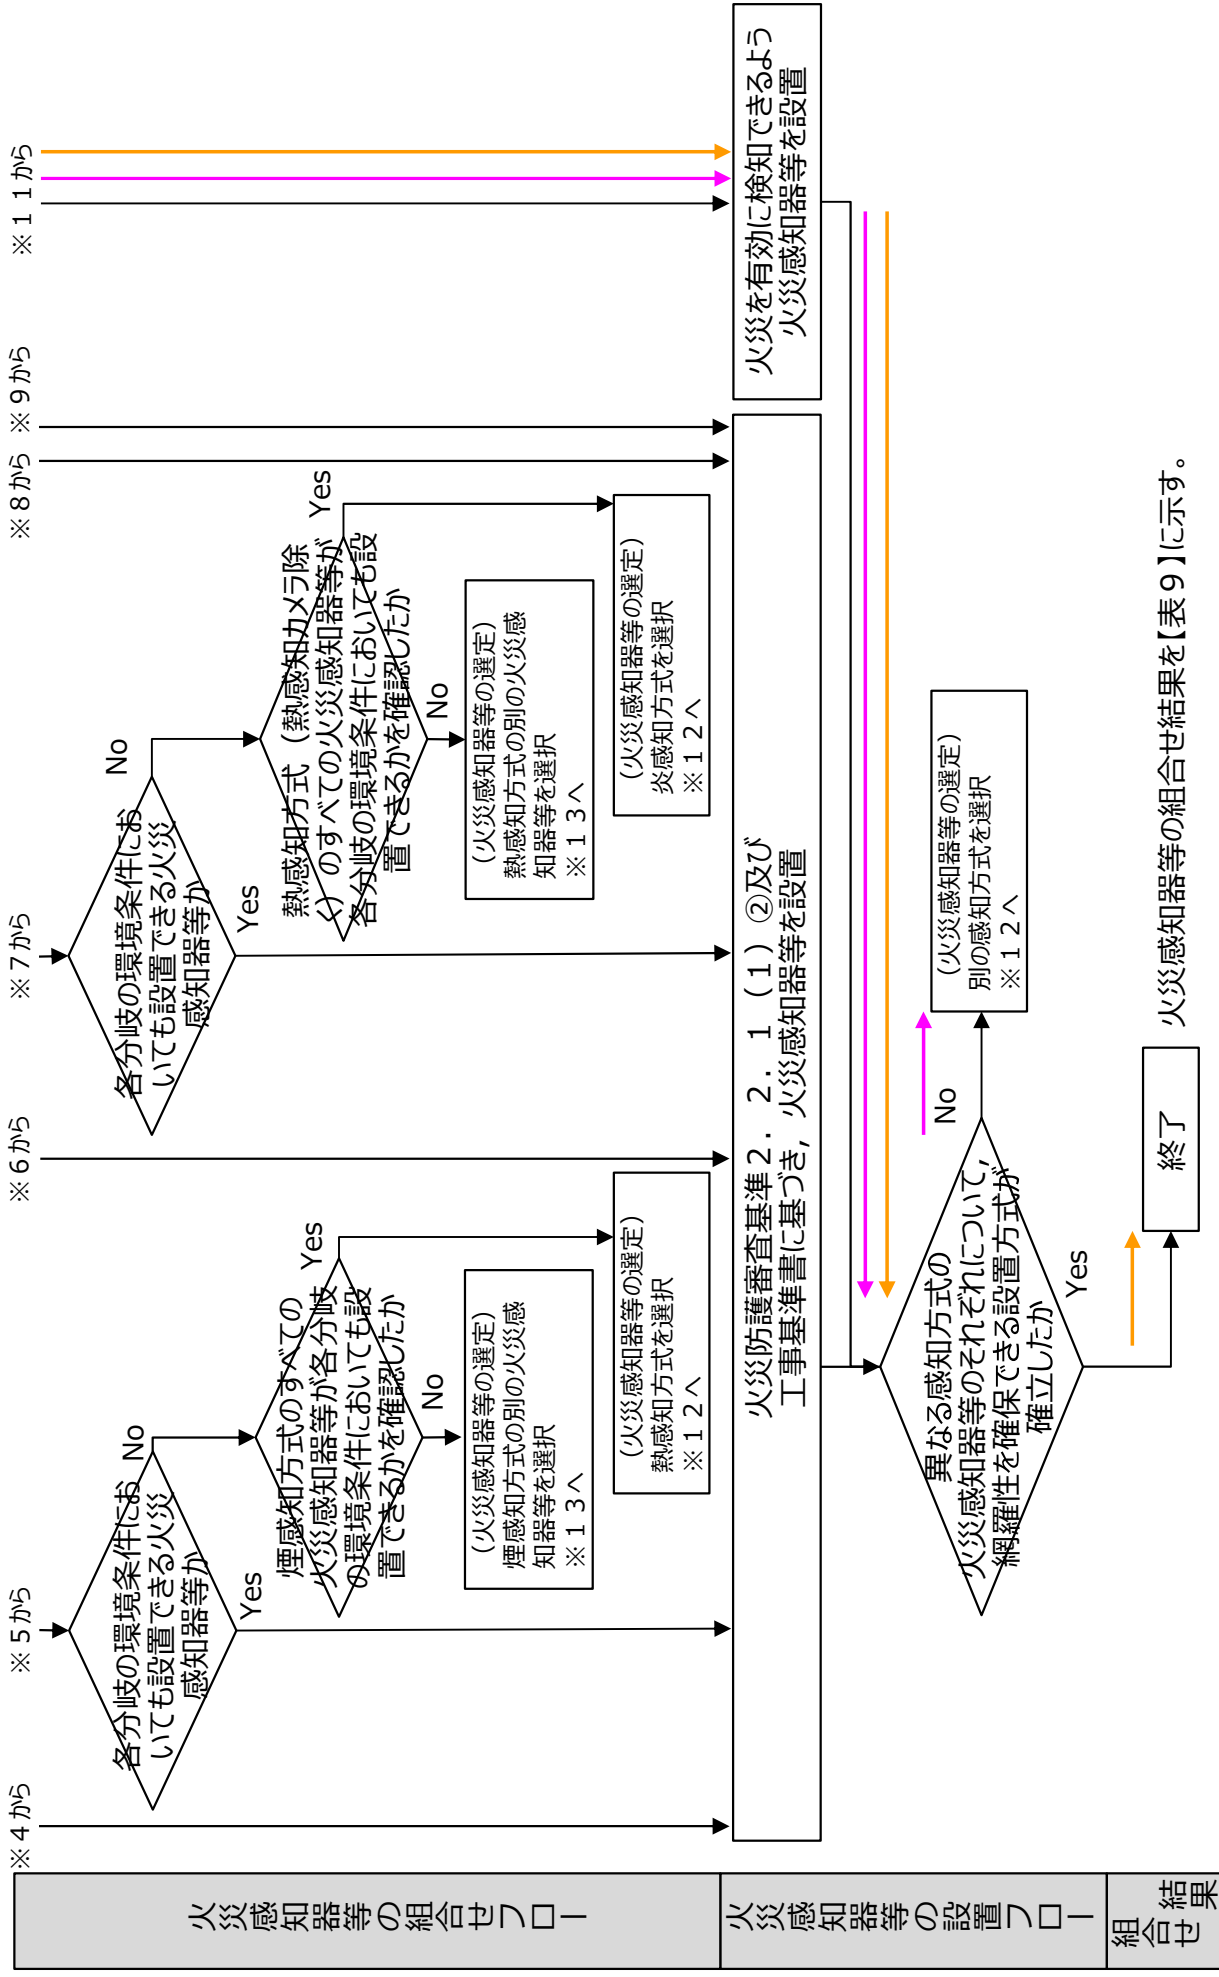 火災感知器等の組合せフロー
火災感知器等の設置フロー
組合せ
結果
※４から
※５から
※６から
※７から
※８から
※９から
※１１から
各分岐の環境条件にお
いても設置できる火災
感知器等か
No
Yes
煙感知方式のすべての
火災感知器等が各分岐
の環境条件においても設
置できるかを確認したか
Yes
No
（火災感知器等の選定）
煙感知方式の別の火災感
知器等を選択
※１３へ
（火災感知器等の選定）
熱感知方式を選択
※１２へ
各分岐の環境条件にお
いても設置できる火災
感知器等か
No
Yes
熱感知方式（熱感知カメラ除
く）のすべての火災感知器等が
各分岐の環境条件においても設
置できるかを確認したか
Yes
No
（火災感知器等の選定）
熱感知方式の別の火災感
知器等を選択
※１３へ
（火災感知器等の選定）
炎感知方式を選択
※１２へ
火災防護審査基準２．２．１（１）②及び
工事基準書に基づき，火災感知器等を設置
火災を有効に検知できるよう
火災感知器等を設置
異なる感知方式の
火災感知器等のそれぞれについて，
網羅性を確保できる設置方式が
確立したか
No
Yes
（火災感知器等の選定）
別の感知方式を選択
※１２へ
終了
火災感知器等の組合せ結果を【表９】に示す。